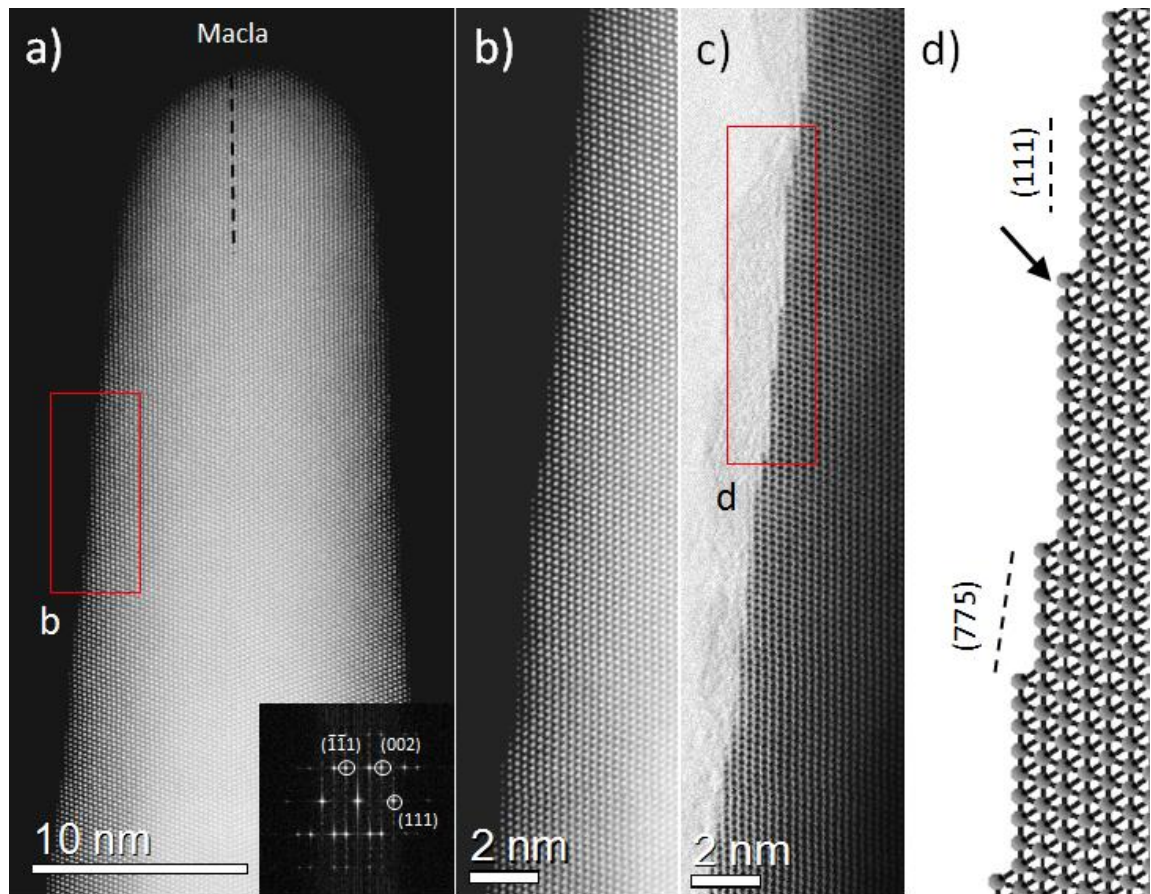 a)
Macla
b
10 nm
(1̄1̄1)
(002)
(111)
b)
2 nm
c)
d
2 nm
d)
(111)
(775)